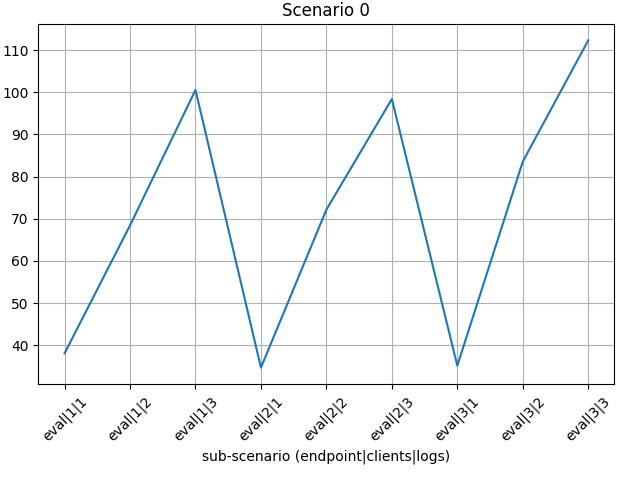 Scenario 0
110
100
90
80
70
60
50
40
eval|1|1
eval|1|2
eval|1|3
eval|2|1
eval|2|2
eval|2|3
eval|3|1
eval|3|2
eval|3|3
sub-scenario (endpoint|clients|logs)